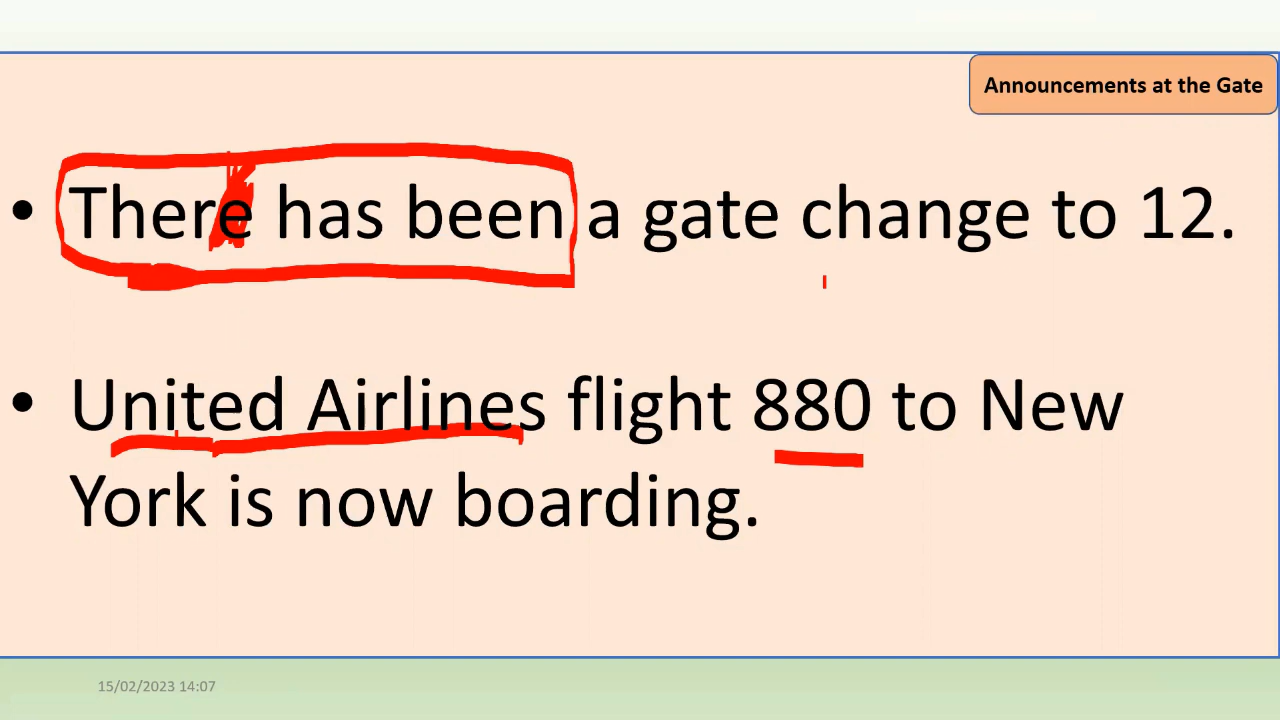 Announcements at the Gate
• There has been a gate change to 12.
• United Airlines flight 880 to New
York is now boarding.
15/02/2023 14:07